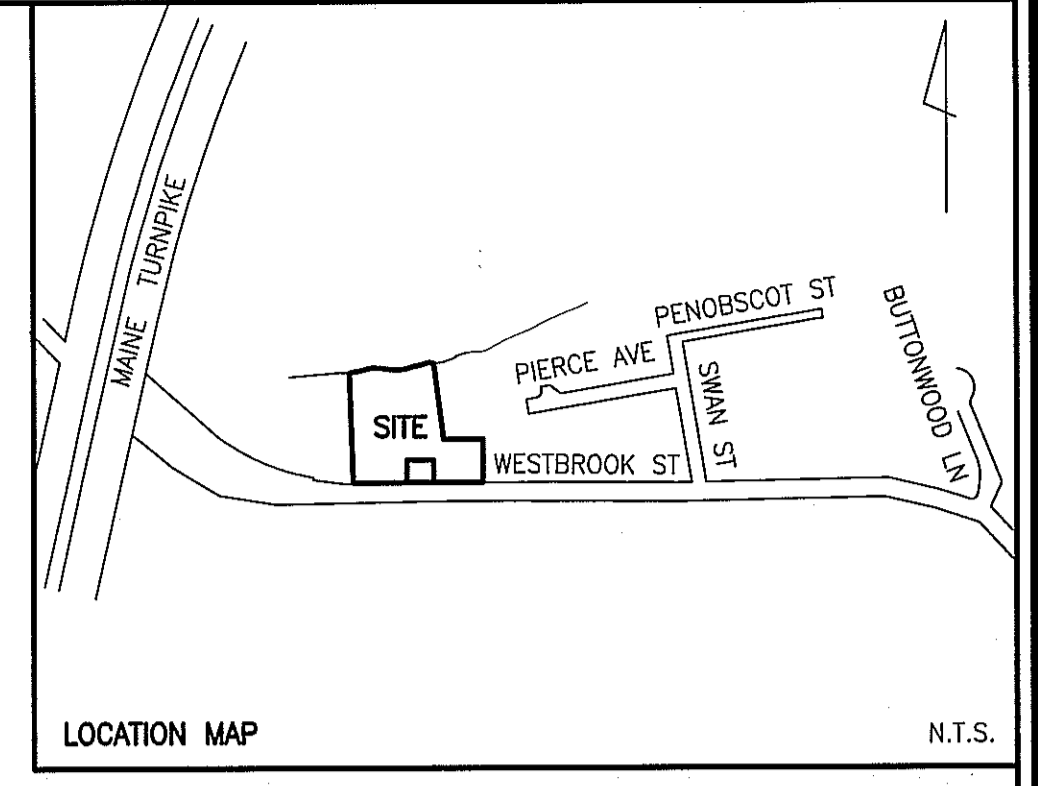 MAINE TURNPIKE
PENOBSCOT ST
PIERCE AVE
SWAN ST
BUTTONWOOD LN
SITE
WESTBROOK ST
LOCATION MAP
N.T.S.